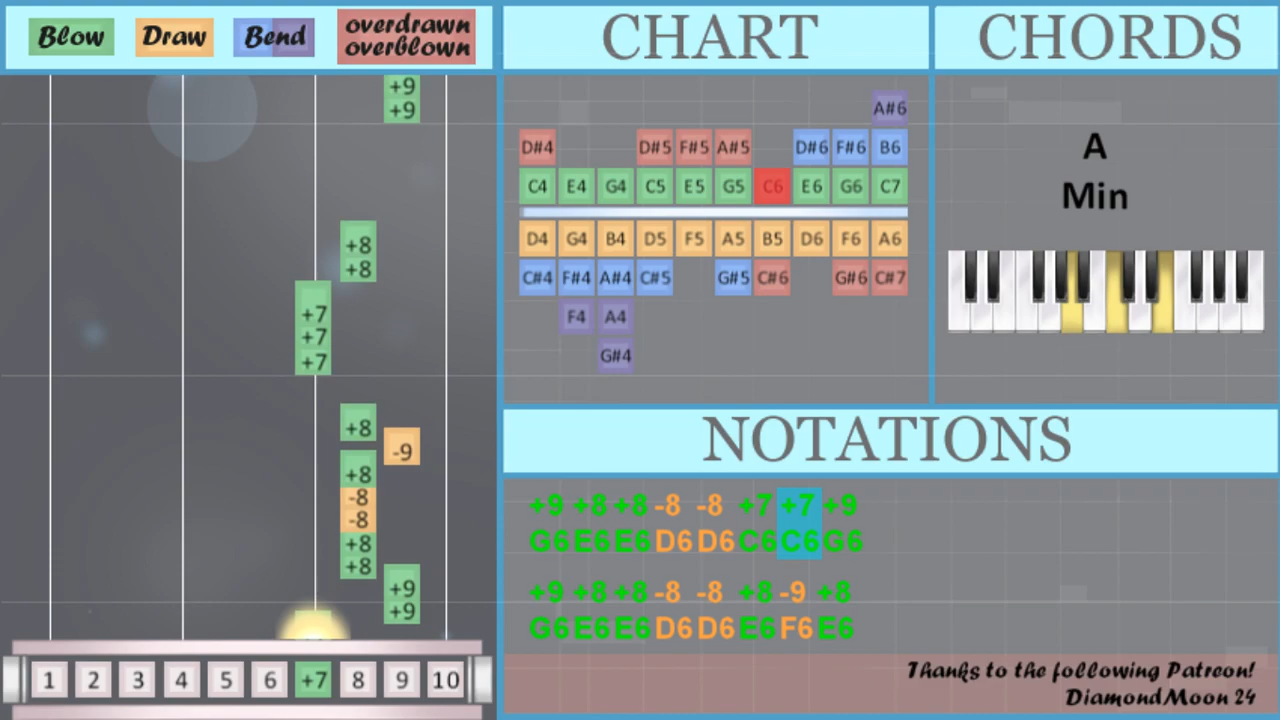 Blow Draw Bend overdrawn
overblown
CHART
CHORDS
+9
+9
+8
+8
+7
+7
+7
+8
-9
+8
-8
-8
+8
+8
+9
+9
1 2 3 4 5 6 +7 8 9 10
A#6
D#4 D#5 F#5 A#5 D#6 F#6 B6
C4 E4 G4 C5 E5 G5 C6 E6 G6 C7
D4 G4 B4 D5 F5 A5 B5 D6 F6 A6
C#4 F#4 A#4 C#5 G#5 C#6 G#6 C#7
F4 A4
G#4
A
Min
NOTATIONS
+9 +8 +8 -8 -8 +7 +7 +9
G6 E6 E6 D6 D6 C6 C6 G6
+9 +8 +8 -8 -8 +8 -9 +8
G6 E6 E6 D6 D6 E6 F6 E6
Thanks to the following Patreon!
DiamondMoon 24